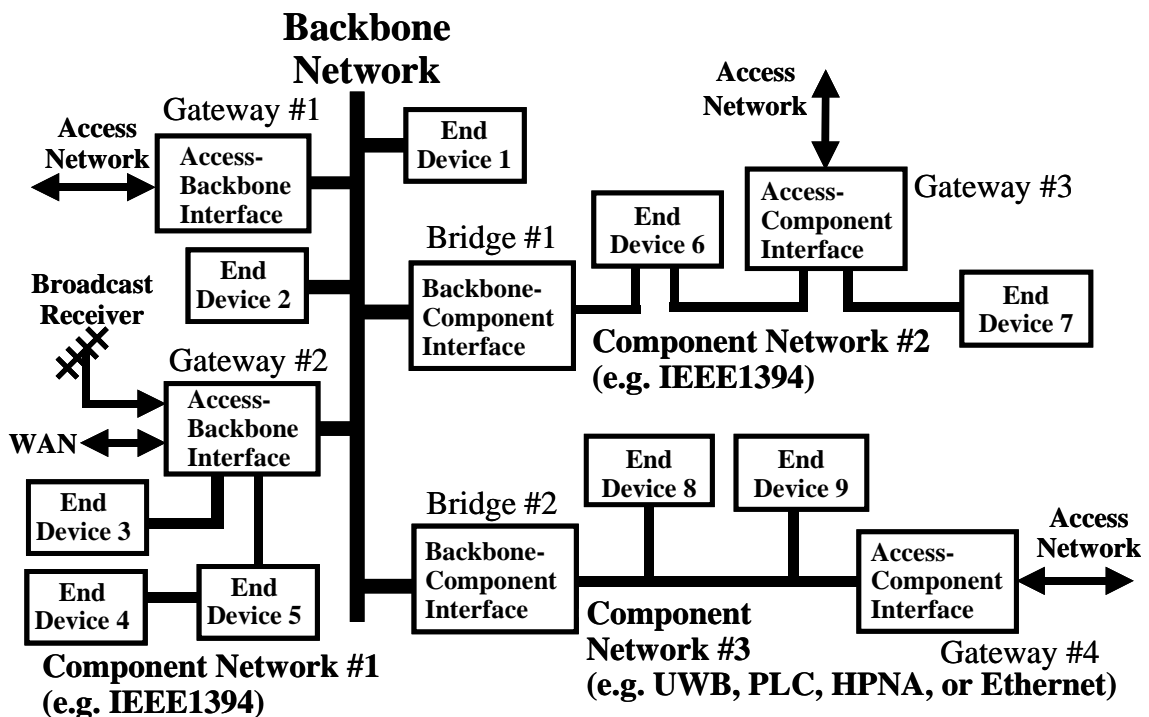 Backbone
Network
Gateway #1
Access
Network
Access-
Backbone
Interface
End
Device 1
Access
Network
Gateway #3
Access-
Component
Interface
End
Device 6
Bridge #1
Backbone-
Component
Interface
End
Device 2
End
Device 7
Component Network #2
(e.g. IEEE1394)
Broadcast
Receiver
Gateway #2
Access-
Backbone
Interface
WAN
End
Device 3
End
Device 4
End
Device 5
Component Network #1
(e.g. IEEE1394)
Bridge #2
Backbone-
Component
Interface
End
Device 8
End
Device 9
Access-
Component
Interface
Access
Network
Gateway #4
Component
Network #3
(e.g. UWB, PLC, HPNA, or Ethernet)